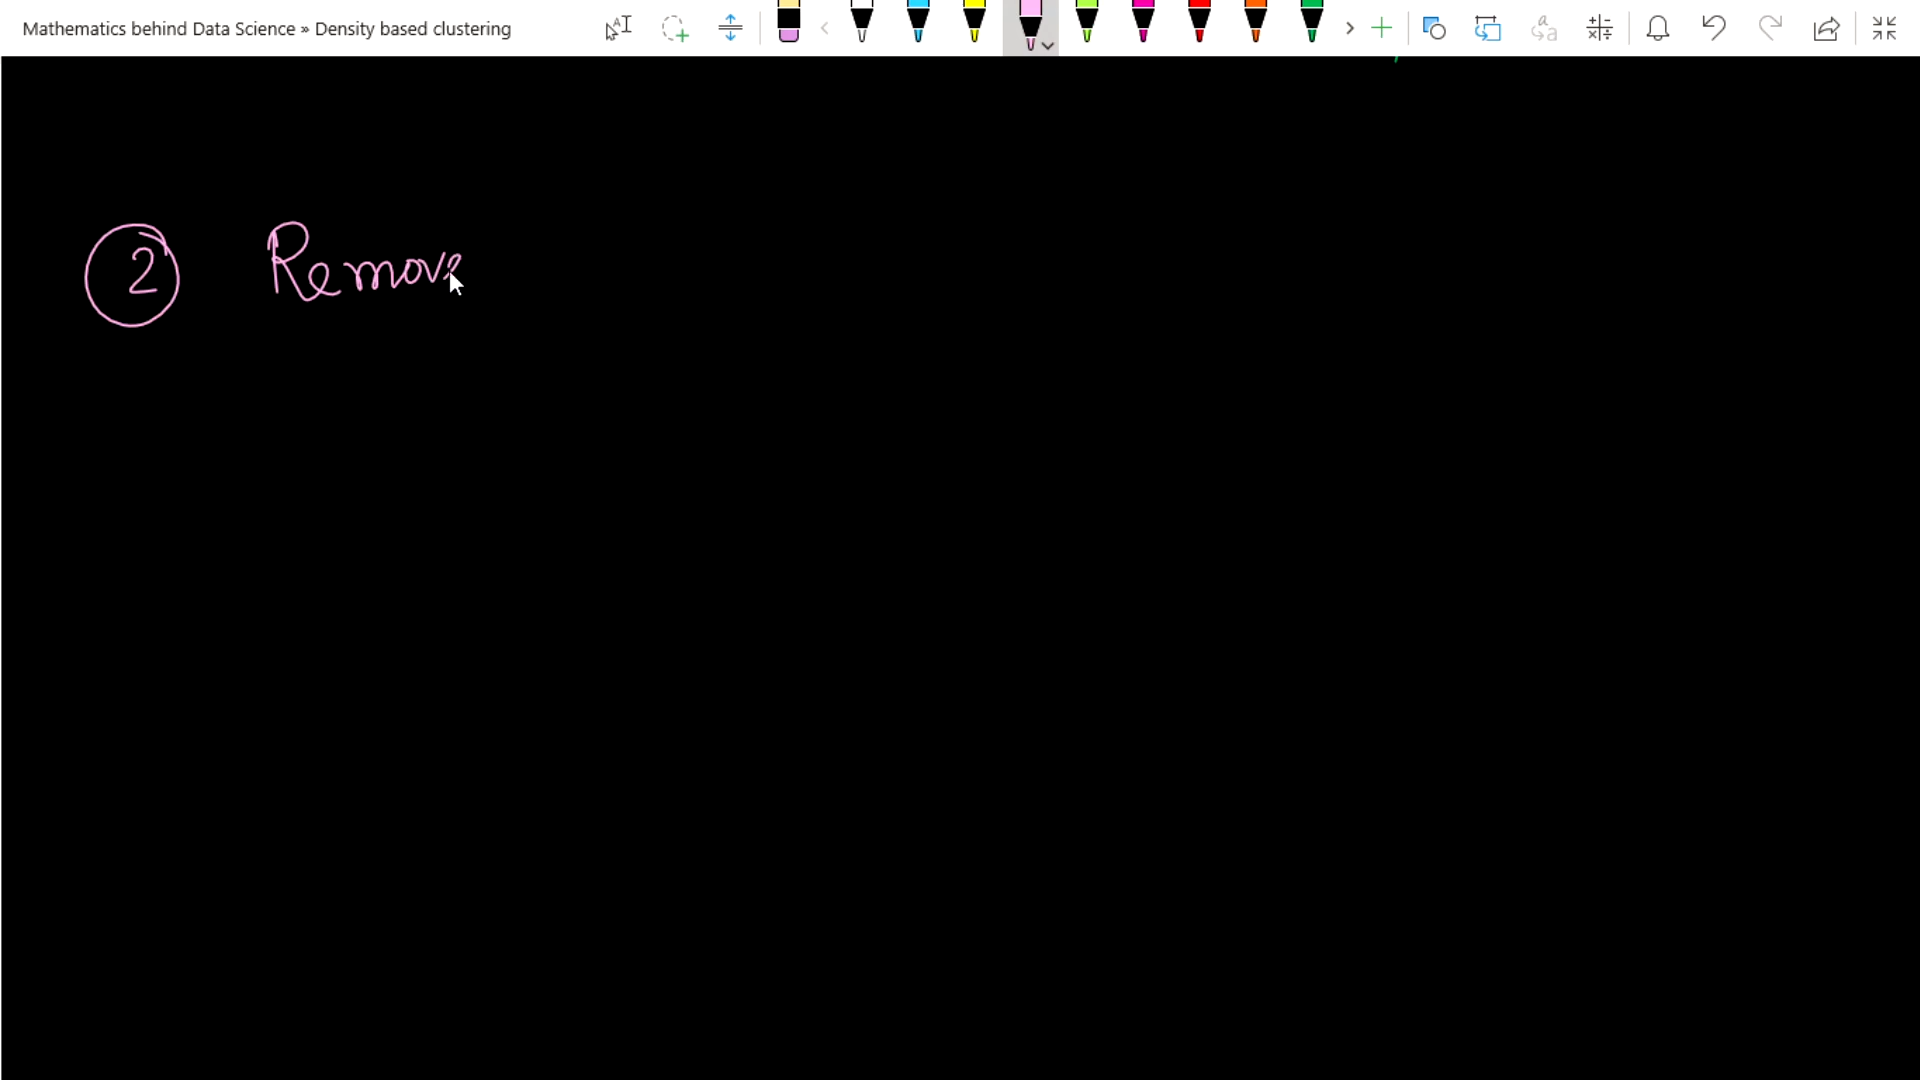 Mathematics behind Data Science » Density based clustering
2 Remove